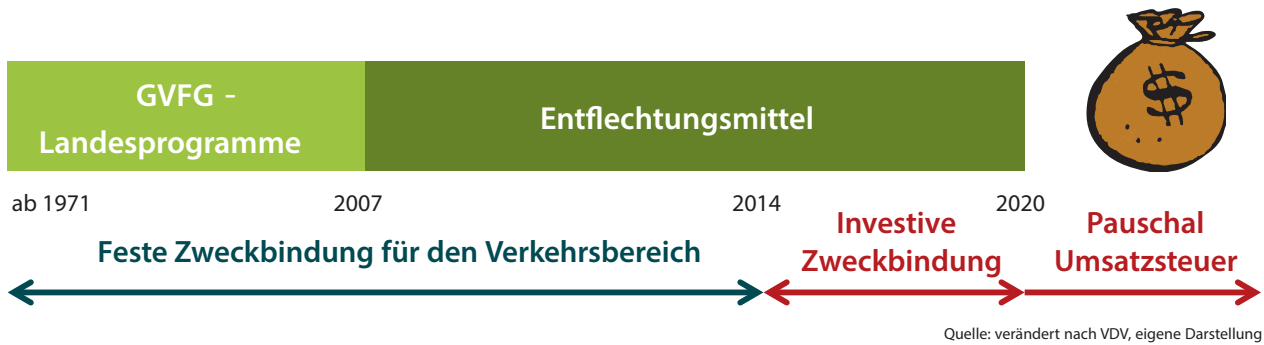 GVFG -
Landesprogramme
Entflechtungsmittel
$
ab 1971
2007
2014
2020
Feste Zweckbindung für den Verkehrsbereich
Investive
Zweckbindung
Pauschal
Umsatzsteuer
Quelle: verändert nach VDV, eigene Darstellung